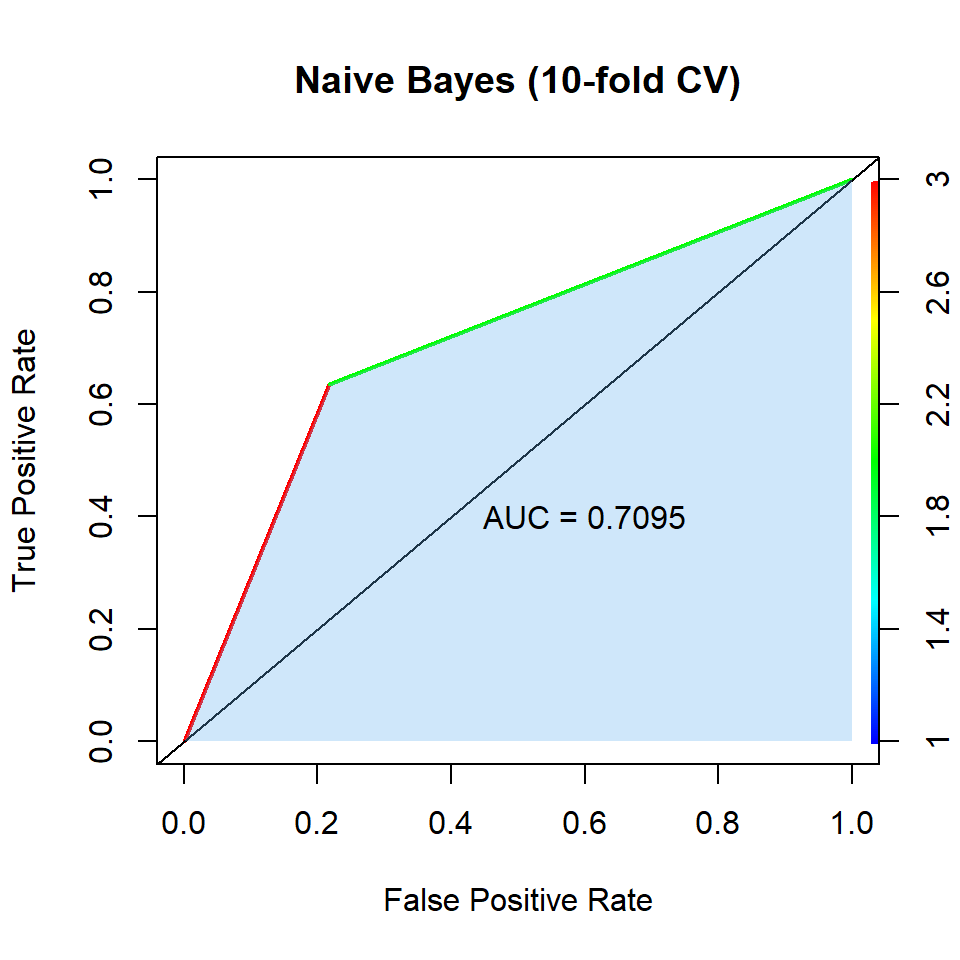 Naive Bayes (10-fold CV)
True Positive Rate
1.0
0.8
0.6
0.4
0.2
0.0
AUC = 0.7095
3
2.6
2.2
1.8
1.4
1
0.0 0.2 0.4 0.6 0.8 1.0
False Positive Rate